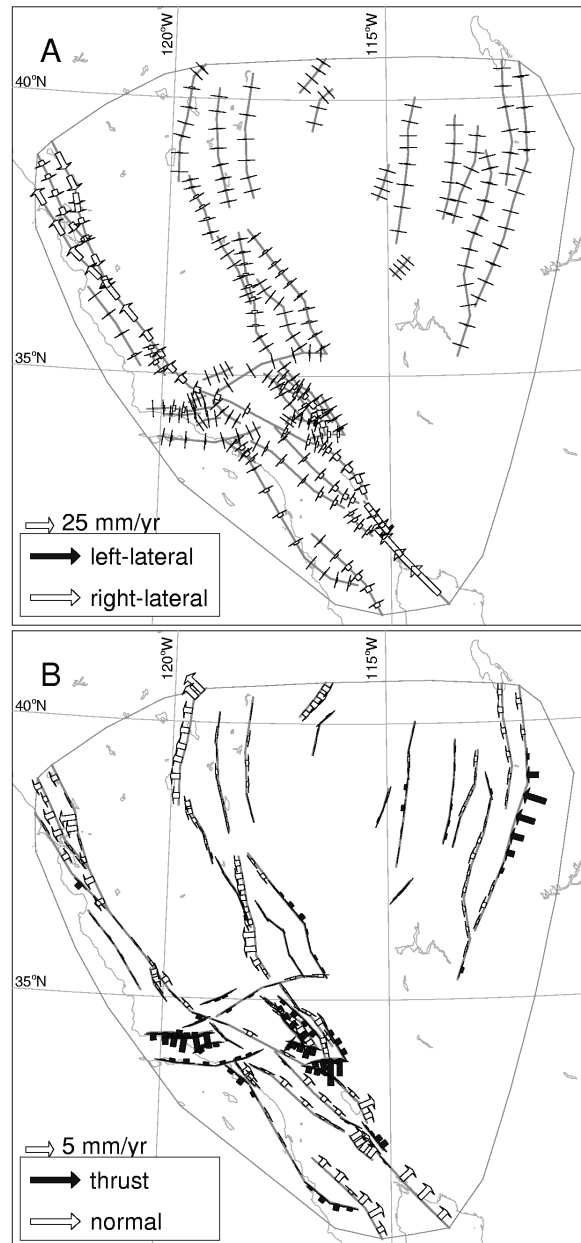 A
120°W
115°W
40°N
35°N
25 mm/yr
left-lateral
right-lateral
B
120°W
115°W
40°N
35°N
5 mm/yr
thrust
normal